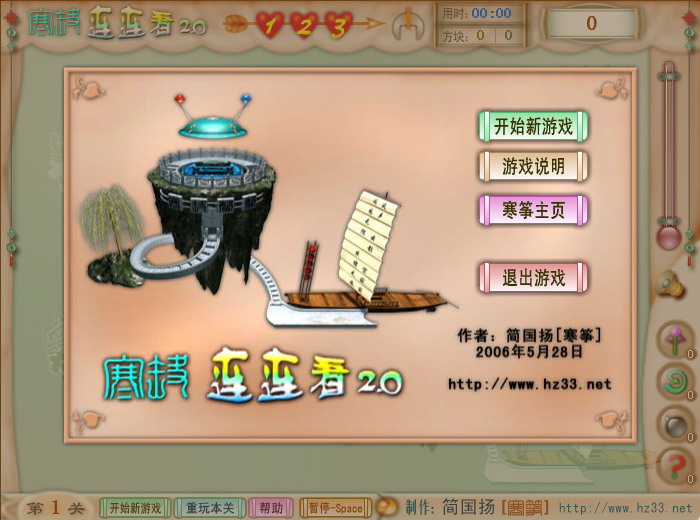 寒筝 连连看 2.0
1 2 3
用时: 00:00
方块: 0 | 0
0
开始新游戏
游戏说明
寒筝主页
退出游戏
作者: 简国扬[寒筝]
2006年5月28日
http://www.hz33.net
寒筝 连连看 2.0
0
0
0
0
第 1 关
开始新游戏
重玩本关
帮助
暂停-Space
制作: 简国扬 [寒筝] http://www.hz33.net